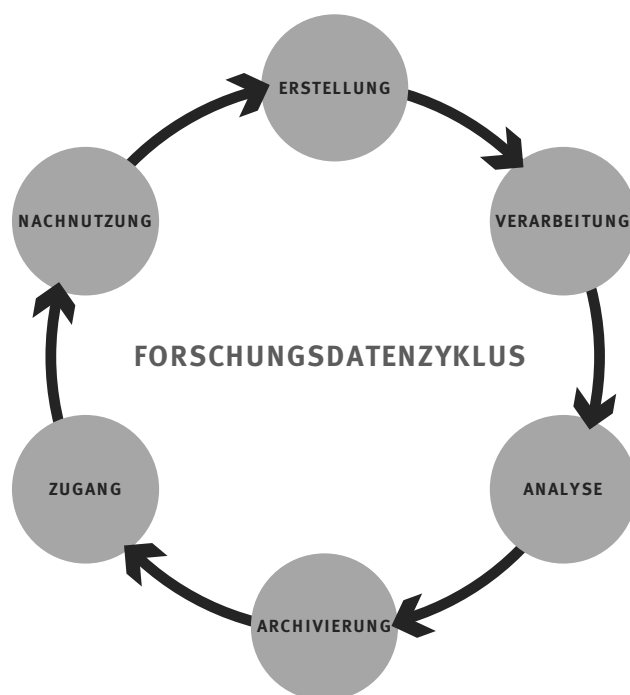 ERSTELLUNG
VERARBEITUNG
NACHNUTZUNG
FORSCHUNGSDATENZYKLUS
ZUGANG
ANALYSE
ARCHIVIERUNG